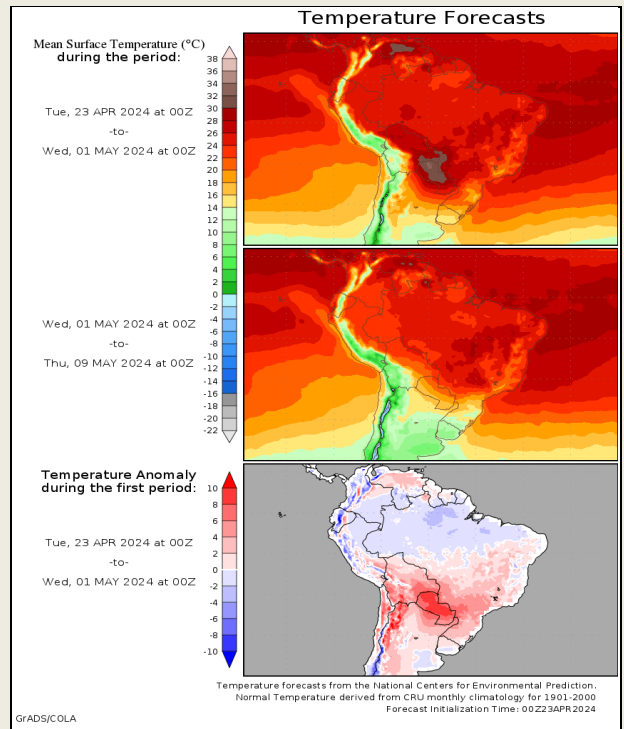 Temperature Forecasts
Mean Surface Temperature (°C)
during the period:
Tue, 23 APR 2024 at 00Z
-to-
Wed, 01 MAY 2024 at 00Z
38
36
34
32
30
28
26
24
22
20
18
16
14
12
10
8
6
4
2
0
-2
-4
-6
-8
-10
-12
-14
-16
-18
-20
-22
Wed, 01 MAY 2024 at 00Z
-to-
Thu, 09 MAY 2024 at 00Z
Temperature Anomaly
during the first period:
Tue, 23 APR 2024 at 00Z
-to-
Wed, 01 MAY 2024 at 00Z
10
8
6
4
2
0
-2
-4
-6
-8
-10
Temperature forecasts from the National Centers for Environmental Prediction.
Normal Temperature derived from CRU monthly climatology for 1901-2000
Forecast Initialization Time: 00Z23APR2024
GrADS/COLA